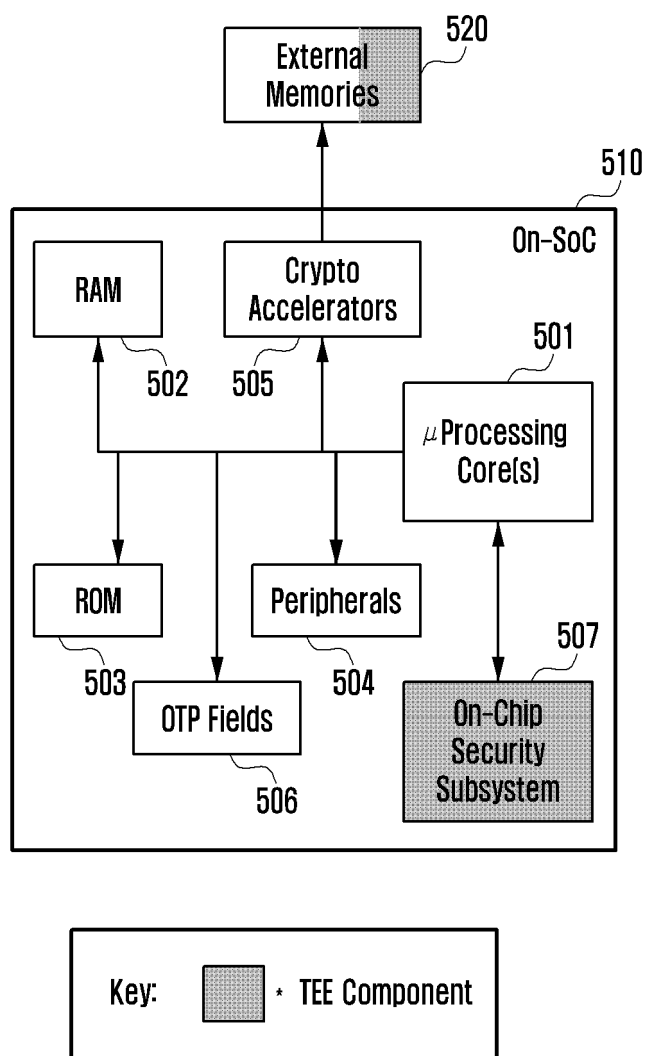 External
Memories
520
510
On-SoC
RAM
502
Crypto
Accelerators
505
501
μProcessing
Core(s)
ROM
503
Peripherals
504
OTP Fields
506
507
On-Chip
Security
Subsystem
Key: * TEE Component